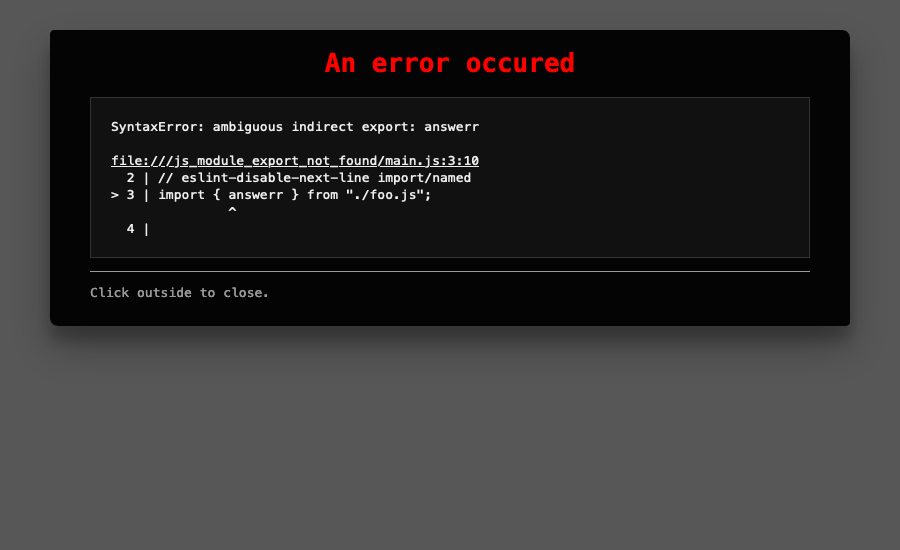 An error occured
SyntaxError: ambiguous indirect export: answerr
file:///js_module_export_not_found/main.js:3:10
  2 | // eslint-disable-next-line import/named
> 3 | import { answerr } from "./foo.js";
               ^
  4 |
Click outside to close.